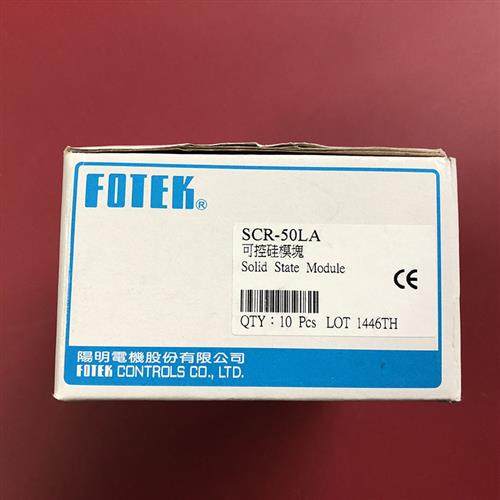 FOTEK®
SCR-50LA
可控硅模塊
Solid State Module
CE
QTY：10 Pcs LOT 1446TH
陽明電機股份有限公司
FOTEK CONTROLS CO., LTD.